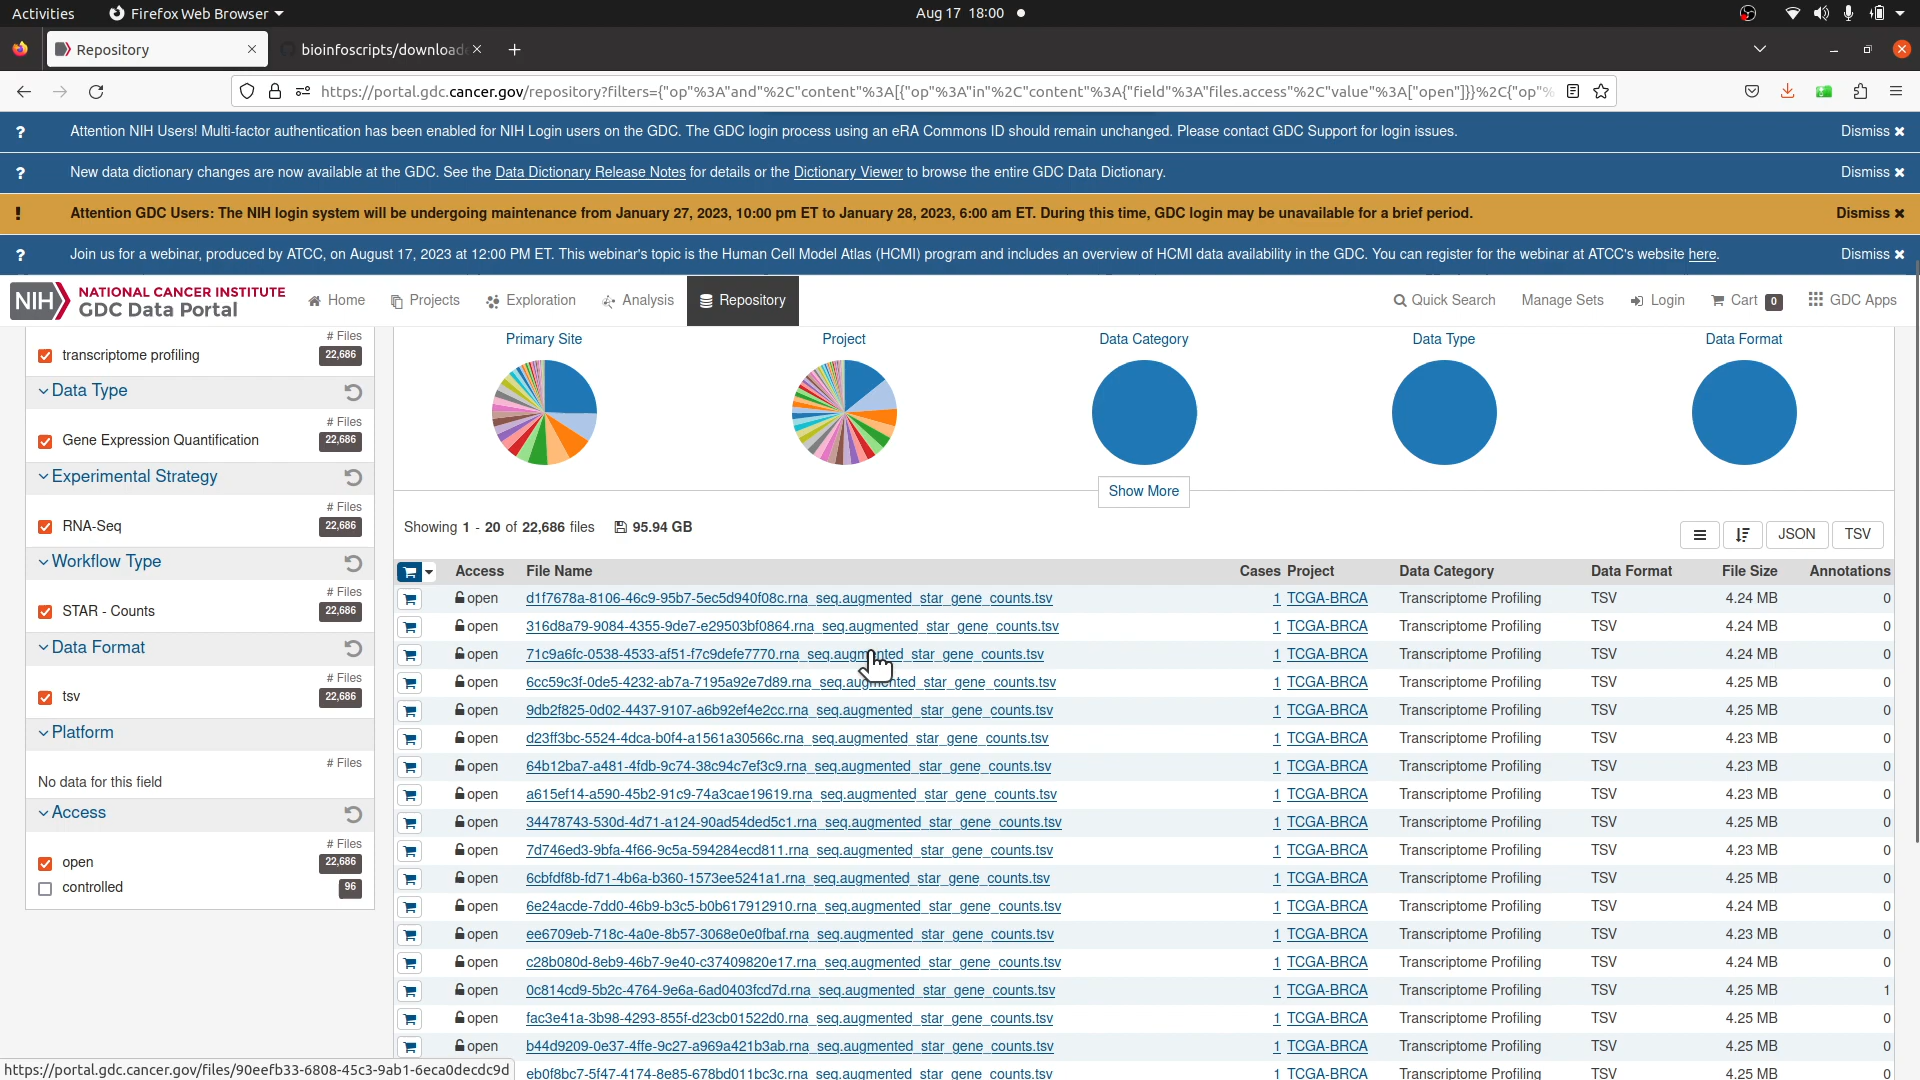 Activities Firefox Web Browser Aug 17 18:00
Repository bioinfoscripts/download
https://portal.gdc.cancer.gov/repository?filters={"op"%3A"and"%2C"content"%3A[{"op"%3A"in"%2C"content"%3A{"field"%3A"files.access"%2C"value"%3A["open"]}}%2C{"op"%
? Attention NIH Users! Multi-factor authentication has been enabled for NIH Login users on the GDC. The GDC login process using an eRA Commons ID should remain unchanged. Please contact GDC Support for login issues. Dismiss
? New data dictionary changes are now available at the GDC. See the Data Dictionary Release Notes for details or the Dictionary Viewer to browse the entire GDC Data Dictionary. Dismiss
! Attention GDC Users: The NIH login system will be undergoing maintenance from January 27, 2023, 10:00 pm ET to January 28, 2023, 6:00 am ET. During this time, GDC login may be unavailable for a brief period. Dismiss
? Join us for a webinar, produced by ATCC, on August 17, 2023 at 12:00 PM ET. This webinar's topic is the Human Cell Model Atlas (HCMI) program and includes an overview of HCMI data availability in the GDC. You can register for the webinar at ATCC's website here. Dismiss
NIH NATIONAL CANCER INSTITUTE
GDC Data Portal
Home Projects Exploration Analysis Repository Quick Search Manage Sets Login Cart 0 GDC Apps
# Files
transcriptome profiling 22,686
Data Type
# Files
Gene Expression Quantification 22,686
Experimental Strategy
# Files
RNA-Seq 22,686
Workflow Type
# Files
STAR - Counts 22,686
Data Format
# Files
tsv 22,686
Platform
# Files
No data for this field
Access
# Files
open 22,686
controlled 96
Primary Site Project Data Category Data Type Data Format
Show More
Showing 1 - 20 of 22,686 files 95.94 GB
JSON TSV
Access File Name Cases Project Data Category Data Format File Size Annotations
open d1f7678a-8106-46c9-95b7-5ec5d940f08c.rna_seq.augmented_star_gene_counts.tsv 1 TCGA-BRCA Transcriptome Profiling TSV 4.24 MB 0
open 316d8a79-9084-4355-9de7-e29503bf0864.rna_seq.augmented_star_gene_counts.tsv 1 TCGA-BRCA Transcriptome Profiling TSV 4.24 MB 0
open 71c9a6fc-0538-4533-af51-f7c9defe7770.rna_seq.augmented_star_gene_counts.tsv 1 TCGA-BRCA Transcriptome Profiling TSV 4.24 MB 0
open 6cc59c3f-0de5-4232-ab7a-7195a92e7d89.rna_seq.augmented_star_gene_counts.tsv 1 TCGA-BRCA Transcriptome Profiling TSV 4.25 MB 0
open 9db2f825-0d02-4437-9107-a6b92ef4e2cc.rna_seq.augmented_star_gene_counts.tsv 1 TCGA-BRCA Transcriptome Profiling TSV 4.25 MB 0
open d23ff3bc-5524-4dca-b0f4-a1561a30566c.rna_seq.augmented_star_gene_counts.tsv 1 TCGA-BRCA Transcriptome Profiling TSV 4.23 MB 0
open 64b12ba7-a481-4fdb-9c74-38c94c7ef3c9.rna_seq.augmented_star_gene_counts.tsv 1 TCGA-BRCA Transcriptome Profiling TSV 4.23 MB 0
open a615ef14-a590-45b2-91c9-74a3cae19619.rna_seq.augmented_star_gene_counts.tsv 1 TCGA-BRCA Transcriptome Profiling TSV 4.23 MB 0
open 34478743-530d-4d71-a124-90ad54ded5c1.rna_seq.augmented_star_gene_counts.tsv 1 TCGA-BRCA Transcriptome Profiling TSV 4.25 MB 0
open 7d746ed3-9bfa-4f66-9c5a-594284ecd811.rna_seq.augmented_star_gene_counts.tsv 1 TCGA-BRCA Transcriptome Profiling TSV 4.23 MB 0
open 6cbfdf8b-fd71-4b6a-b360-1573ee5241a1.rna_seq.augmented_star_gene_counts.tsv 1 TCGA-BRCA Transcriptome Profiling TSV 4.25 MB 0
open 6e24acde-7dd0-46b9-b3c5-b0b617912910.rna_seq.augmented_star_gene_counts.tsv 1 TCGA-BRCA Transcriptome Profiling TSV 4.24 MB 0
open ee6709eb-718c-4a0e-8b57-3068e0e0fbaf.rna_seq.augmented_star_gene_counts.tsv 1 TCGA-BRCA Transcriptome Profiling TSV 4.23 MB 0
open c28b080d-8eb9-46b7-9e40-c37409820e17.rna_seq.augmented_star_gene_counts.tsv 1 TCGA-BRCA Transcriptome Profiling TSV 4.24 MB 0
open 0c814cd9-5b2c-4764-9e6a-6ad0403fcd7d.rna_seq.augmented_star_gene_counts.tsv 1 TCGA-BRCA Transcriptome Profiling TSV 4.25 MB 1
open fac3e41a-3b98-4293-855f-d23cb01522d0.rna_seq.augmented_star_gene_counts.tsv 1 TCGA-BRCA Transcriptome Profiling TSV 4.25 MB 0
open b44d9209-0e37-4ffe-9c27-a969a421b3ab.rna_seq.augmented_star_gene_counts.tsv 1 TCGA-BRCA Transcriptome Profiling TSV 4.25 MB 0
eb0f8bc7-5f47-4174-8e85-678bd011bc3c.rna_seq.augmented_star_gene_counts.tsv 1 TCGA-BRCA Transcriptome Profiling TSV 4.25 MB 0
https://portal.gdc.cancer.gov/files/90eefb33-6808-45c3-9ab1-6eca0decdc9d